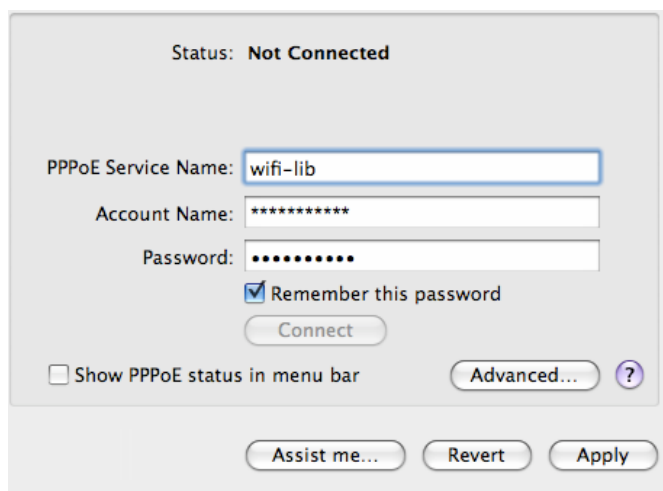 Status: Not Connected
PPPoE Service Name: wifi-lib
Account Name: ***********
Password: ••••••••••
Remember this password
Connect
Show PPPoE status in menu bar Advanced... ?
Assist me... Revert Apply